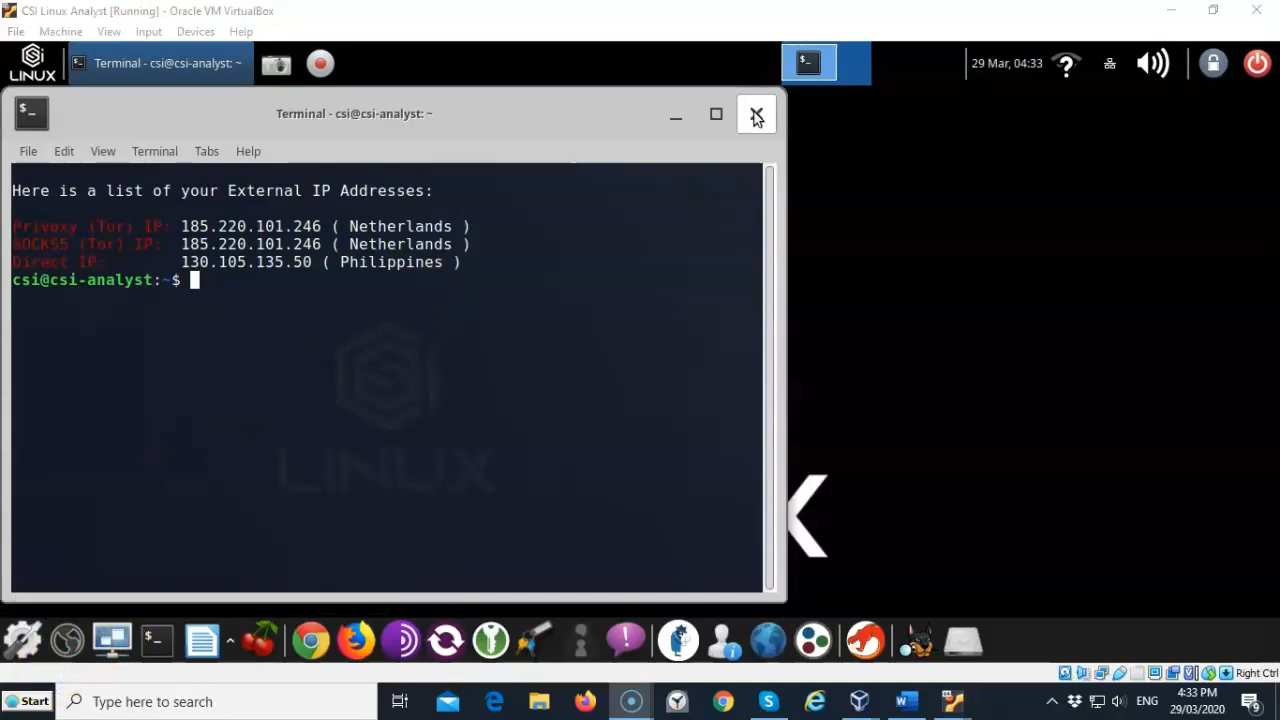 CSI Linux Analyst [Running] - Oracle VM VirtualBox
File Machine View Input Devices Help
LINUX
Terminal - csi@csi-analyst: ~
29 Mar, 04:33
Terminal - csi@csi-analyst: ~
File Edit View Terminal Tabs Help
Here is a list of your External IP Addresses:
Privoxy (Tor) IP: 185.220.101.246 ( Netherlands )
SOCKS5 (Tor) IP: 185.220.101.246 ( Netherlands )
Direct IP: 130.105.135.50 ( Philippines )
csi@csi-analyst:~$
LINUX
Right Ctrl
Start
Type here to search
ENG
4:33 PM
29/03/2020
9